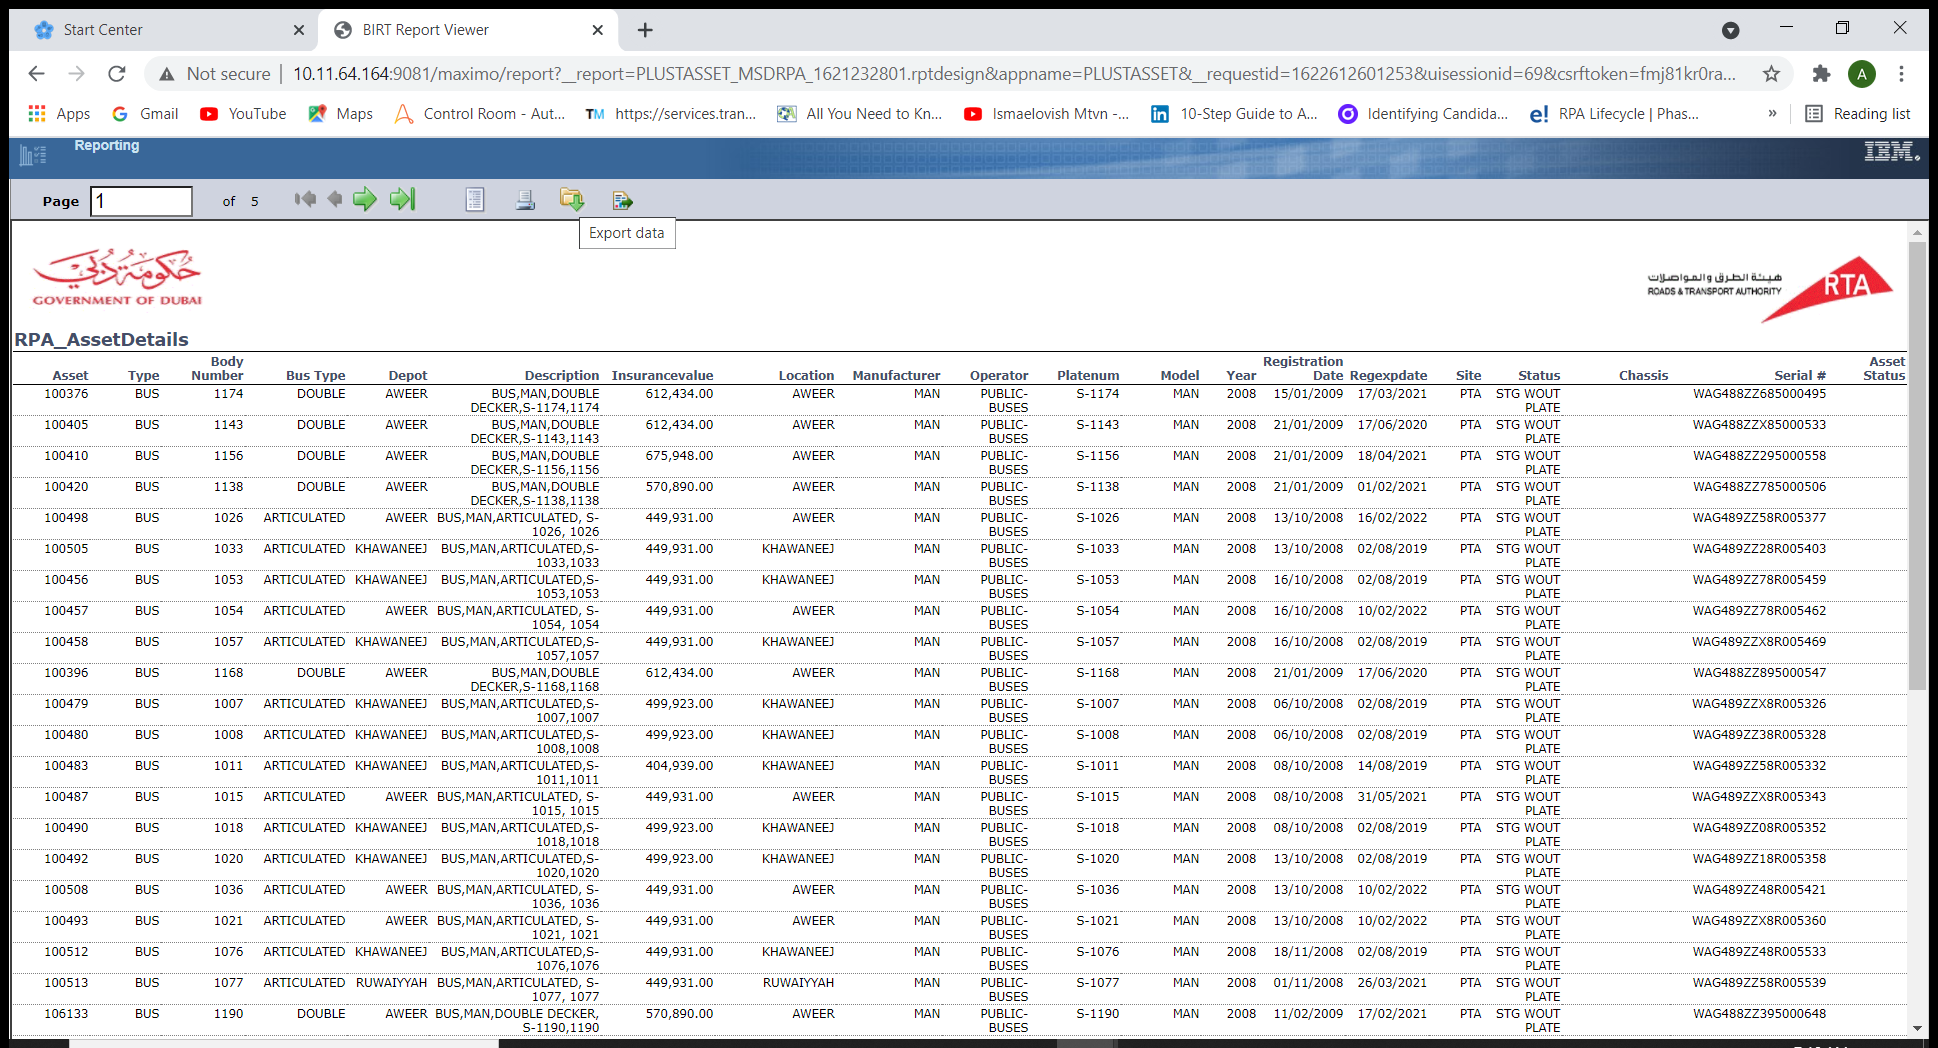 Start Center
BIRT Report Viewer
Not secure | 10.11.64.164:9081/maximo/report?__report=PLUSTASSET_MSDRPA_1621232801.rptdesign&appname=PLUSTASSET&__requestid=1622612601253&uisessionid=69&csrftoken=fmj81kr0ra...
A
Apps Gmail YouTube Maps Control Room - Aut... TM https://services.tran... All You Need to Kn... Ismaelovish Mtvn -... 10-Step Guide to A... Identifying Candida... e! RPA Lifecycle | Phas... » Reading list
Reporting
IBM.
Page 1 of 5
Export data
حكومة دبي
GOVERNMENT OF DUBAI
هيئة الطرق والمواصلات
ROADS & TRANSPORT AUTHORITY
RTA
RPA_AssetDetails
Body Registration Asset
Asset Type Number Bus Type Depot Description Insurancevalue Location Manufacturer Operator Platenum Model Year Date Regexpdate Site Status Chassis Serial # Status
100376 BUS 1174 DOUBLE AWEER BUS,MAN,DOUBLE 612,434.00 AWEER MAN PUBLIC- S-1174 MAN 2008 15/01/2009 17/03/2021 PTA STG WOUT WAG488ZZ685000495
DECKER,S-1174,1174 BUSES PLATE
100405 BUS 1143 DOUBLE AWEER BUS,MAN,DOUBLE 612,434.00 AWEER MAN PUBLIC- S-1143 MAN 2008 21/01/2009 17/06/2020 PTA STG WOUT WAG488ZZX85000533
DECKER,S-1143,1143 BUSES PLATE
100410 BUS 1156 DOUBLE AWEER BUS,MAN,DOUBLE 675,948.00 AWEER MAN PUBLIC- S-1156 MAN 2008 21/01/2009 18/04/2021 PTA STG WOUT WAG488ZZ295000558
DECKER,S-1156,1156 BUSES PLATE
100420 BUS 1138 DOUBLE AWEER BUS,MAN,DOUBLE 570,890.00 AWEER MAN PUBLIC- S-1138 MAN 2008 21/01/2009 01/02/2021 PTA STG WOUT WAG488ZZ785000506
DECKER,S-1138,1138 BUSES PLATE
100498 BUS 1026 ARTICULATED AWEER BUS,MAN,ARTICULATED, S- 449,931.00 AWEER MAN PUBLIC- S-1026 MAN 2008 13/10/2008 16/02/2022 PTA STG WOUT WAG489ZZ58R005377
1026, 1026 BUSES PLATE
100505 BUS 1033 ARTICULATED KHAWANEEJ BUS,MAN,ARTICULATED,S- 449,931.00 KHAWANEEJ MAN PUBLIC- S-1033 MAN 2008 13/10/2008 02/08/2019 PTA STG WOUT WAG489ZZ28R005403
1033,1033 BUSES PLATE
100456 BUS 1053 ARTICULATED KHAWANEEJ BUS,MAN,ARTICULATED,S- 449,931.00 KHAWANEEJ MAN PUBLIC- S-1053 MAN 2008 16/10/2008 02/08/2019 PTA STG WOUT WAG489ZZ78R005459
1053,1053 BUSES PLATE
100457 BUS 1054 ARTICULATED AWEER BUS,MAN,ARTICULATED, S- 449,931.00 AWEER MAN PUBLIC- S-1054 MAN 2008 16/10/2008 10/02/2022 PTA STG WOUT WAG489ZZ78R005462
1054, 1054 BUSES PLATE
100458 BUS 1057 ARTICULATED KHAWANEEJ BUS,MAN,ARTICULATED,S- 449,931.00 KHAWANEEJ MAN PUBLIC- S-1057 MAN 2008 16/10/2008 02/08/2019 PTA STG WOUT WAG489ZZX8R005469
1057,1057 BUSES PLATE
100396 BUS 1168 DOUBLE AWEER BUS,MAN,DOUBLE 612,434.00 AWEER MAN PUBLIC- S-1168 MAN 2008 21/01/2009 17/06/2020 PTA STG WOUT WAG488ZZ895000547
DECKER,S-1168,1168 BUSES PLATE
100479 BUS 1007 ARTICULATED KHAWANEEJ BUS,MAN,ARTICULATED,S- 499,923.00 KHAWANEEJ MAN PUBLIC- S-1007 MAN 2008 06/10/2008 02/08/2019 PTA STG WOUT WAG489ZZX8R005326
1007,1007 BUSES PLATE
100480 BUS 1008 ARTICULATED KHAWANEEJ BUS,MAN,ARTICULATED,S- 499,923.00 KHAWANEEJ MAN PUBLIC- S-1008 MAN 2008 06/10/2008 02/08/2019 PTA STG WOUT WAG489ZZ38R005328
1008,1008 BUSES PLATE
100483 BUS 1011 ARTICULATED KHAWANEEJ BUS,MAN,ARTICULATED,S- 404,939.00 KHAWANEEJ MAN PUBLIC- S-1011 MAN 2008 08/10/2008 14/08/2019 PTA STG WOUT WAG489ZZ58R005332
1011,1011 BUSES PLATE
100487 BUS 1015 ARTICULATED AWEER BUS,MAN,ARTICULATED, S- 449,931.00 AWEER MAN PUBLIC- S-1015 MAN 2008 08/10/2008 31/05/2021 PTA STG WOUT WAG489ZZX8R005343
1015, 1015 BUSES PLATE
100490 BUS 1018 ARTICULATED KHAWANEEJ BUS,MAN,ARTICULATED,S- 499,923.00 KHAWANEEJ MAN PUBLIC- S-1018 MAN 2008 08/10/2008 02/08/2019 PTA STG WOUT WAG489ZZ08R005352
1018,1018 BUSES PLATE
100492 BUS 1020 ARTICULATED KHAWANEEJ BUS,MAN,ARTICULATED,S- 499,923.00 KHAWANEEJ MAN PUBLIC- S-1020 MAN 2008 13/10/2008 02/08/2019 PTA STG WOUT WAG489ZZ18R005358
1020,1020 BUSES PLATE
100508 BUS 1036 ARTICULATED AWEER BUS,MAN,ARTICULATED, S- 449,931.00 AWEER MAN PUBLIC- S-1036 MAN 2008 13/10/2008 10/02/2022 PTA STG WOUT WAG489ZZ48R005421
1036, 1036 BUSES PLATE
100493 BUS 1021 ARTICULATED AWEER BUS,MAN,ARTICULATED, S- 449,931.00 AWEER MAN PUBLIC- S-1021 MAN 2008 13/10/2008 10/02/2022 PTA STG WOUT WAG489ZZX8R005360
1021, 1021 BUSES PLATE
100512 BUS 1076 ARTICULATED KHAWANEEJ BUS,MAN,ARTICULATED,S- 449,931.00 KHAWANEEJ MAN PUBLIC- S-1076 MAN 2008 18/11/2008 02/08/2019 PTA STG WOUT WAG489ZZ48R005533
1076,1076 BUSES PLATE
100513 BUS 1077 ARTICULATED RUWAIYYAH BUS,MAN,ARTICULATED, S- 449,931.00 RUWAIYYAH MAN PUBLIC- S-1077 MAN 2008 01/11/2008 26/03/2021 PTA STG WOUT WAG489ZZ58R005539
1077, 1077 BUSES PLATE
106133 BUS 1190 DOUBLE AWEER BUS,MAN,DOUBLE DECKER, 570,890.00 AWEER MAN PUBLIC- S-1190 MAN 2008 11/02/2009 17/02/2021 PTA STG WOUT WAG488ZZ395000648
S-1190,1190 BUSES PLATE